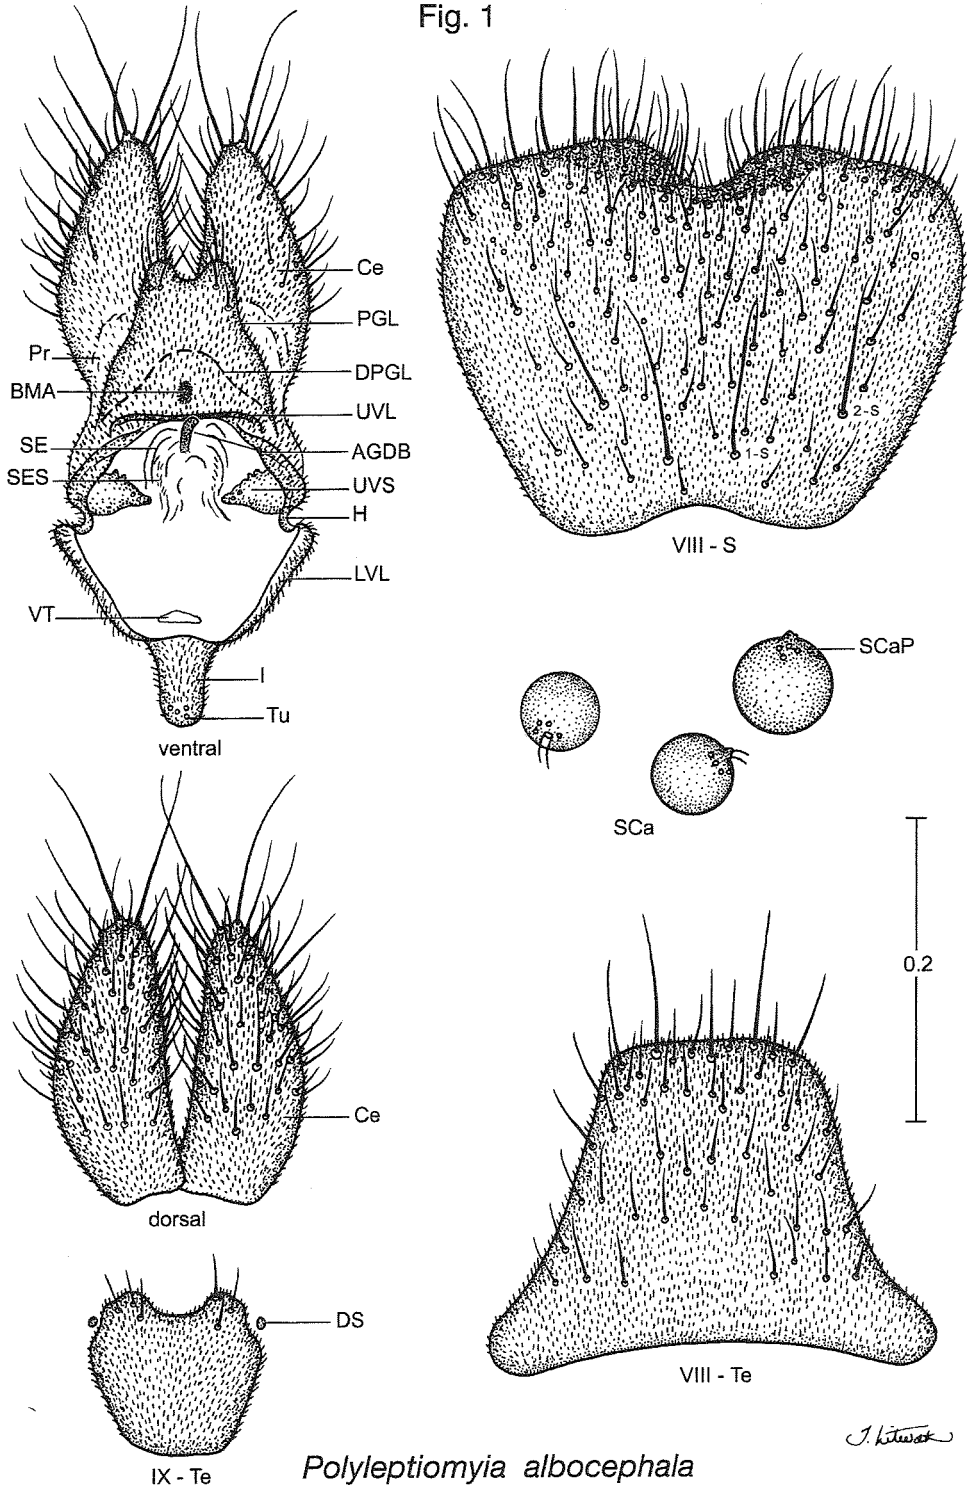 Fig. 1
Ce
PGL
Pr
DPGL
BMA
UVL
SE
AGDB
SES
UVS
H
LVL
VT
I
Tu
ventral
2-S
1-S
VIII - S
SCaP
SCa
0.2
Ce
dorsal
DS
IX - Te
VIII - Te
T. Litwak
Polyleptiomyia albocephala